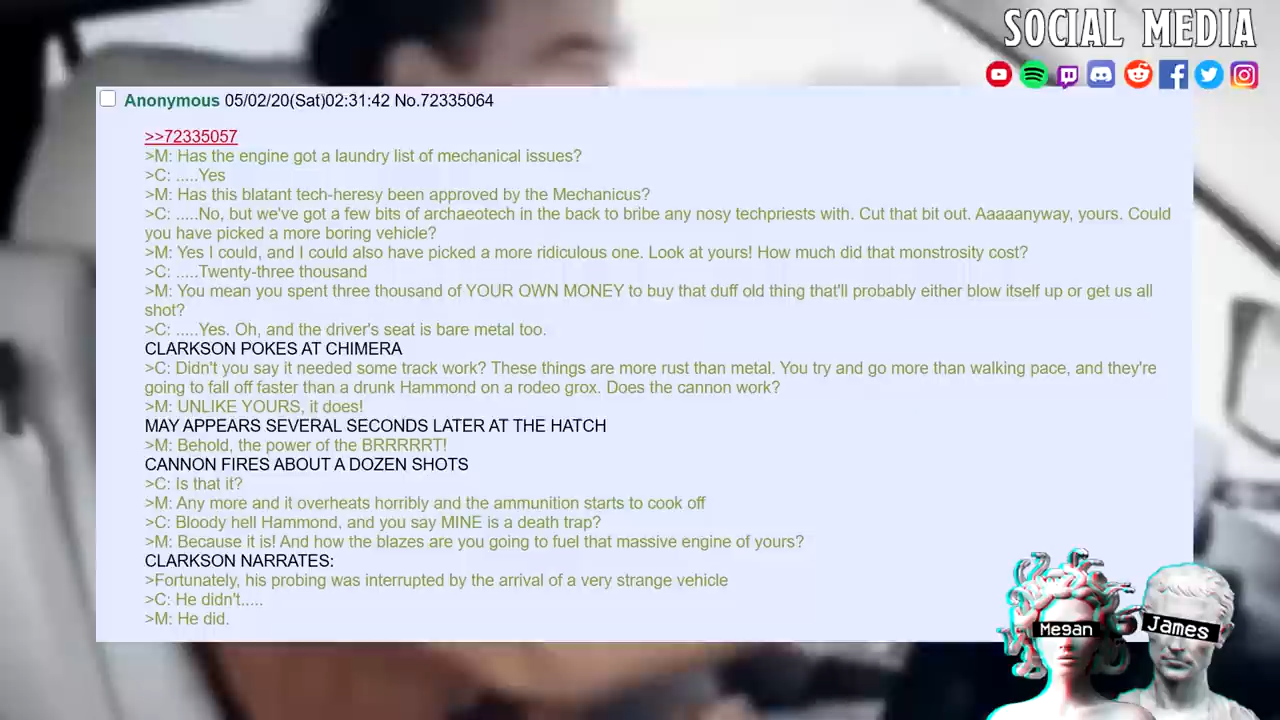 SOCIAL MEDIA
Anonymous 05/02/20(Sat)02:31:42 No.72335064
>>72335057
>M: Has the engine got a laundry list of mechanical issues?
>C: .....Yes
>M: Has this blatant tech-heresy been approved by the Mechanicus?
>C: .....No, but we've got a few bits of archaeotech in the back to bribe any nosy techpriests with. Cut that bit out. Aaaaanyway, yours. Could
you have picked a more boring vehicle?
>M: Yes I could, and I could also have picked a more ridiculous one. Look at yours! How much did that monstrosity cost?
>C: .....Twenty-three thousand
>M: You mean you spent three thousand of YOUR OWN MONEY to buy that duff old thing that'll probably either blow itself up or get us all
shot?
>C: .....Yes. Oh, and the driver's seat is bare metal too.
CLARKSON POKES AT CHIMERA
>C: Didn't you say it needed some track work? These things are more rust than metal. You try and go more than walking pace, and they're
going to fall off faster than a drunk Hammond on a rodeo grox. Does the cannon work?
>M: UNLIKE YOURS, it does!
MAY APPEARS SEVERAL SECONDS LATER AT THE HATCH
>M: Behold, the power of the BRRRRRT!
CANNON FIRES ABOUT A DOZEN SHOTS
>C: Is that it?
>M: Any more and it overheats horribly and the ammunition starts to cook off
>C: Bloody hell Hammond, and you say MINE is a death trap?
>M: Because it is! And how the blazes are you going to fuel that massive engine of yours?
CLARKSON NARRATES:
>Fortunately, his probing was interrupted by the arrival of a very strange vehicle
>C: He didn't.....
>M: He did.
Megan
James